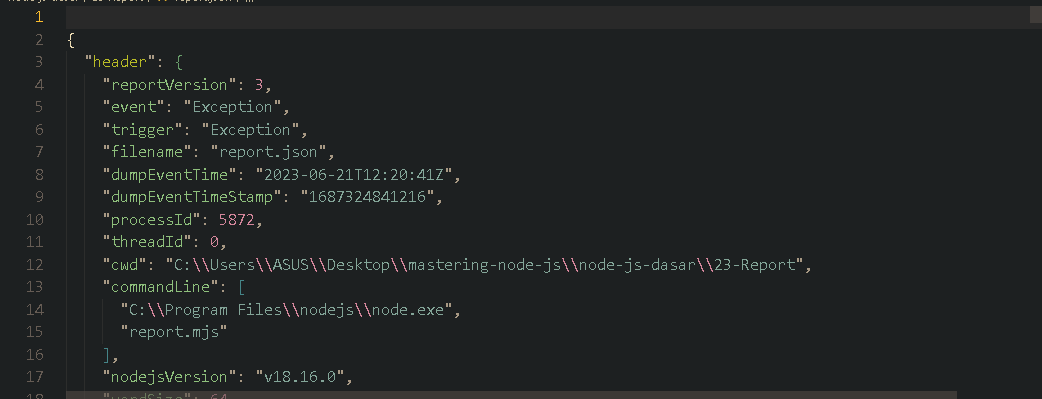 1
2 {
3 "header": {
4 "reportVersion": 3,
5 "event": "Exception",
6 "trigger": "Exception",
7 "filename": "report.json",
8 "dumpEventTime": "2023-06-21T12:20:41Z",
9 "dumpEventTimeStamp": "1687324841216",
10 "processId": 5872,
11 "threadId": 0,
12 "cwd": "C:\\Users\\ASUS\\Desktop\\mastering-node-js\\node-js-dasar\\23-Report",
13 "commandLine": [
14 "C:\\Program Files\\nodejs\\node.exe",
15 "report.mjs"
16 ],
17 "nodejsVersion": "v18.16.0",
18 "wordSize": 64